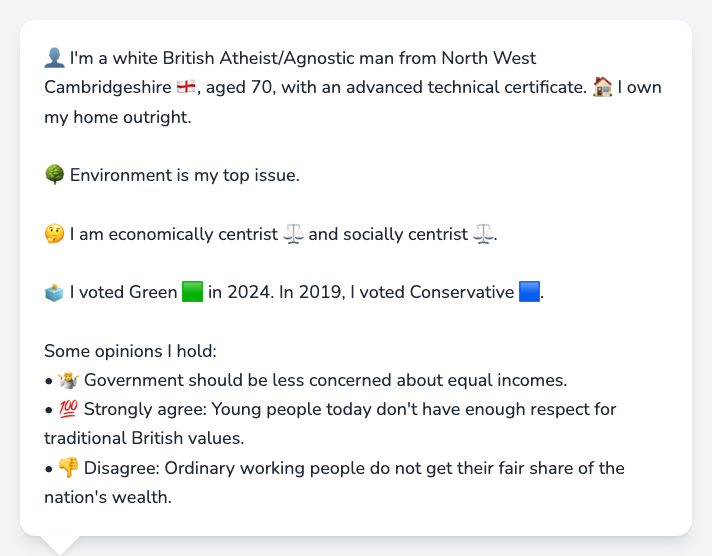 👤 I'm a white British Atheist/Agnostic man from North West
Cambridgeshire 🏴󠁧󠁢󠁥󠁮󠁧󠁿, aged 70, with an advanced technical certificate. 🏠 I own
my home outright.
🌳 Environment is my top issue.
🤔 I am economically centrist ⚖️ and socially centrist ⚖️.
🗳️ I voted Green 🟩 in 2024. In 2019, I voted Conservative 🟦.
Some opinions I hold:
• 🤷 Government should be less concerned about equal incomes.
• 💯 Strongly agree: Young people today don't have enough respect for
traditional British values.
• 👎 Disagree: Ordinary working people do not get their fair share of the
nation's wealth.